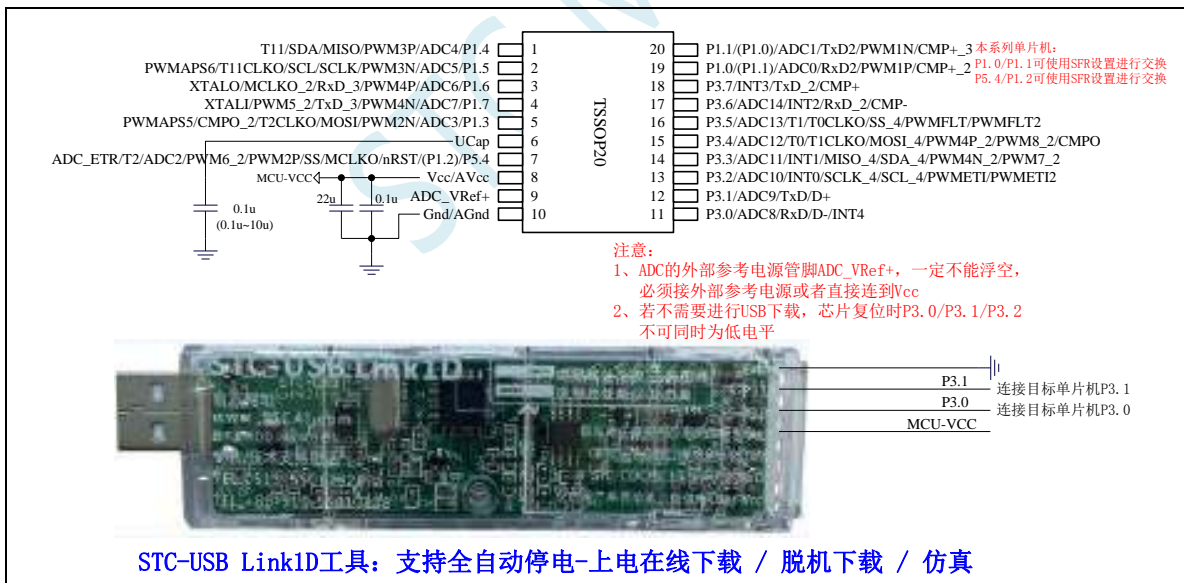 T11/SDA/MISO/PWM3P/ADC4/P1.4 1
PWMAPS6/T11CLKO/SCL/SCLK/PWM3N/ADC5/P1.5 2
XTALO/MCLKO_2/RxD_3/PWM4P/ADC6/P1.6 3
XTALI/PWM5_2/TxD_3/PWM4N/ADC7/P1.7 4
PWMAPS5/CMPO_2/T2CLKO/MOSI/PWM2N/ADC3/P1.3 5
UCap 6
ADC_ETR/T2/ADC2/PWM6_2/PWM2P/SS/MCLKO/nRST/(P1.2)/P5.4 7
MCU-VCC Vcc/AVcc 8
ADC_VRef+ 9
Gnd/AGnd 10
22u 0.1u
0.1u
(0.1u~10u)
TSSOP20
20 P1.1/(P1.0)/ADC1/TxD2/PWM1N/CMP+_3
19 P1.0/(P1.1)/ADC0/RxD2/PWM1P/CMP+_2
18 P3.7/INT3/TxD_2/CMP+
17 P3.6/ADC14/INT2/RxD_2/CMP-
16 P3.5/ADC13/T1/T0CLKO/SS_4/PWMFLT/PWMFLT2
15 P3.4/ADC12/T0/T1CLKO/MOSI_4/PWM4P_2/PWM8_2/CMPO
14 P3.3/ADC11/INT1/MISO_4/SDA_4/PWM4N_2/PWM7_2
13 P3.2/ADC10/INT0/SCLK_4/SCL_4/PWMETI/PWMETI2
12 P3.1/ADC9/TxD/D+
11 P3.0/ADC8/RxD/D-/INT4
本系列单片机:
P1.0/P1.1可使用SFR设置进行交换
P5.4/P1.2可使用SFR设置进行交换
注意:
1、ADC的外部参考电源管脚ADC_VRef+,一定不能浮空,
必须接外部参考电源或者直接连到Vcc
2、若不需要进行USB下载,芯片复位时P3.0/P3.1/P3.2
不可同时为低电平
STC-USB Link1D
P3.1 连接目标单片机P3.1
P3.0 连接目标单片机P3.0
MCU-VCC
STC-USB Link1D工具:支持全自动停电-上电在线下载 / 脱机下载 / 仿真